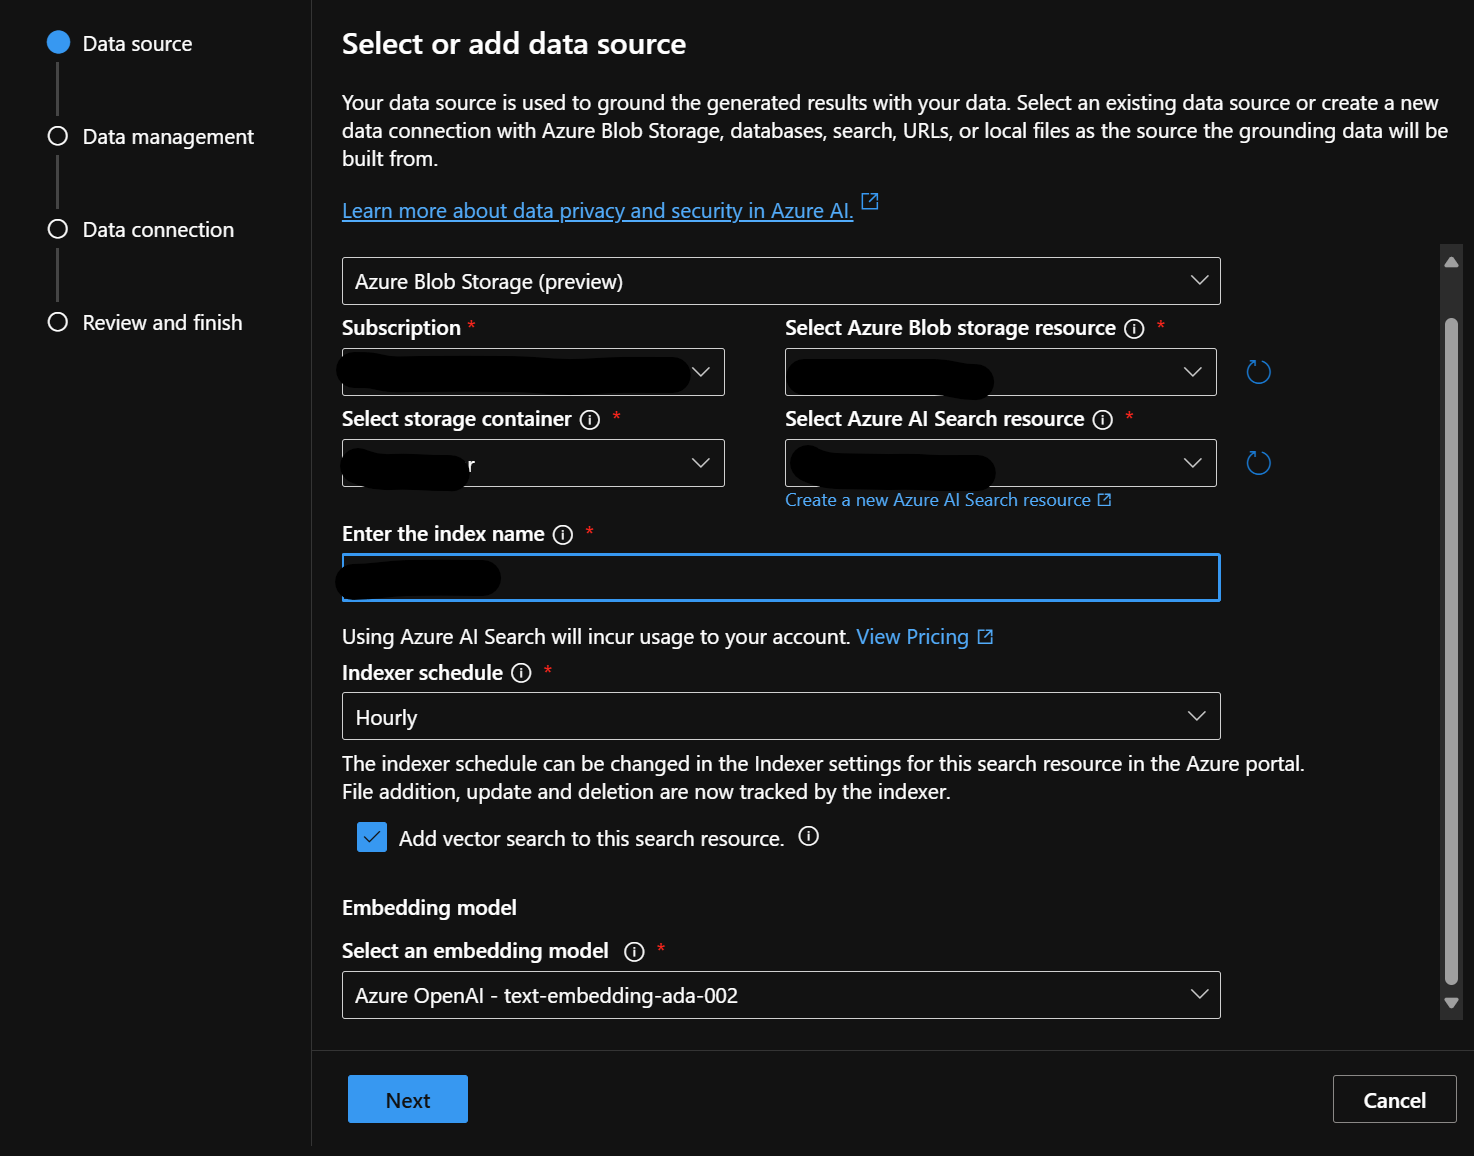 Data source
Data management
Data connection
Review and finish
Select or add data source
Your data source is used to ground the generated results with your data. Select an existing data source or create a new
data connection with Azure Blob Storage, databases, search, URLs, or local files as the source the grounding data will be
built from.
Learn more about data privacy and security in Azure AI.
Azure Blob Storage (preview)
Subscription *
Select Azure Blob storage resource *
Select storage container *
Select Azure AI Search resource *
r
Create a new Azure AI Search resource
Enter the index name *
Using Azure AI Search will incur usage to your account. View Pricing
Indexer schedule *
Hourly
The indexer schedule can be changed in the Indexer settings for this search resource in the Azure portal.
File addition, update and deletion are now tracked by the indexer.
Add vector search to this search resource.
Embedding model
Select an embedding model *
Azure OpenAI - text-embedding-ada-002
Next
Cancel